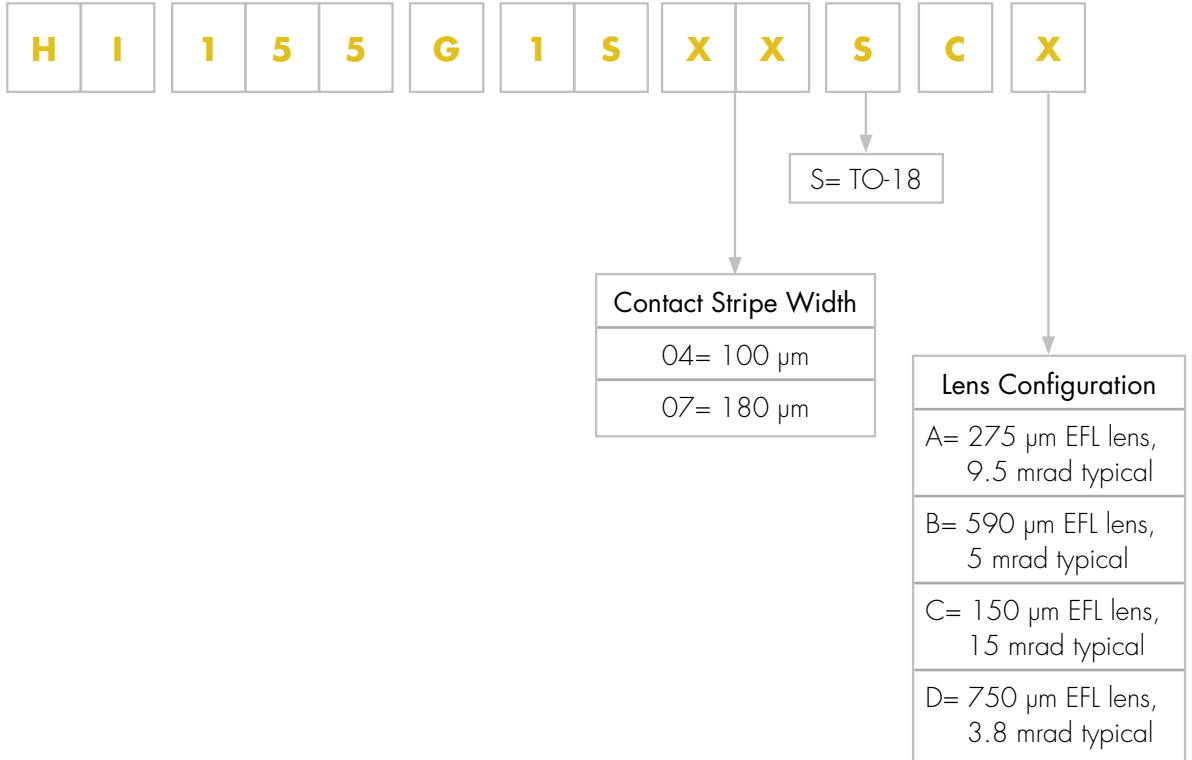 H I 1 5 5 G 1 S X X S C X
S= TO-18
Contact Stripe Width
04= 100 µm
07= 180 µm
Lens Configuration
A= 275 µm EFL lens,
9.5 mrad typical
B= 590 µm EFL lens,
5 mrad typical
C= 150 µm EFL lens,
15 mrad typical
D= 750 µm EFL lens,
3.8 mrad typical